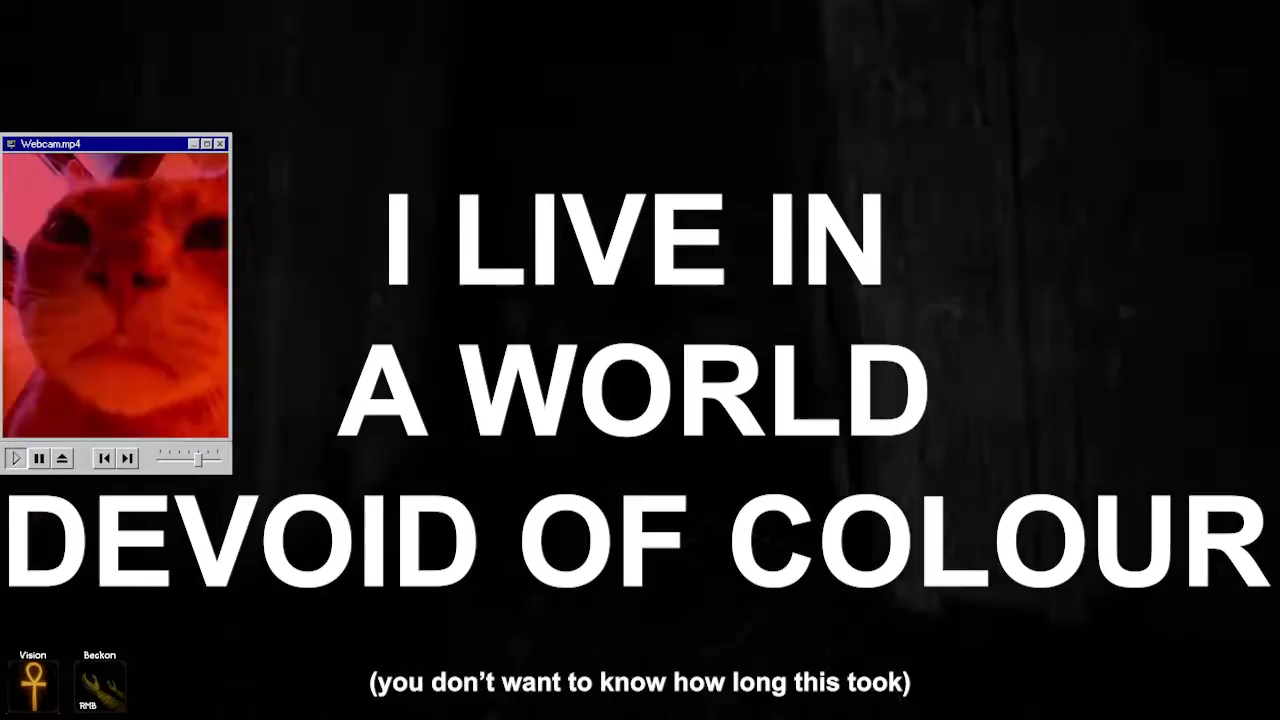 Webcam.mp4
I LIVE IN
A WORLD
DEVOID OF COLOUR
Vision
Beckon
RMB
(you don't want to know how long this took)